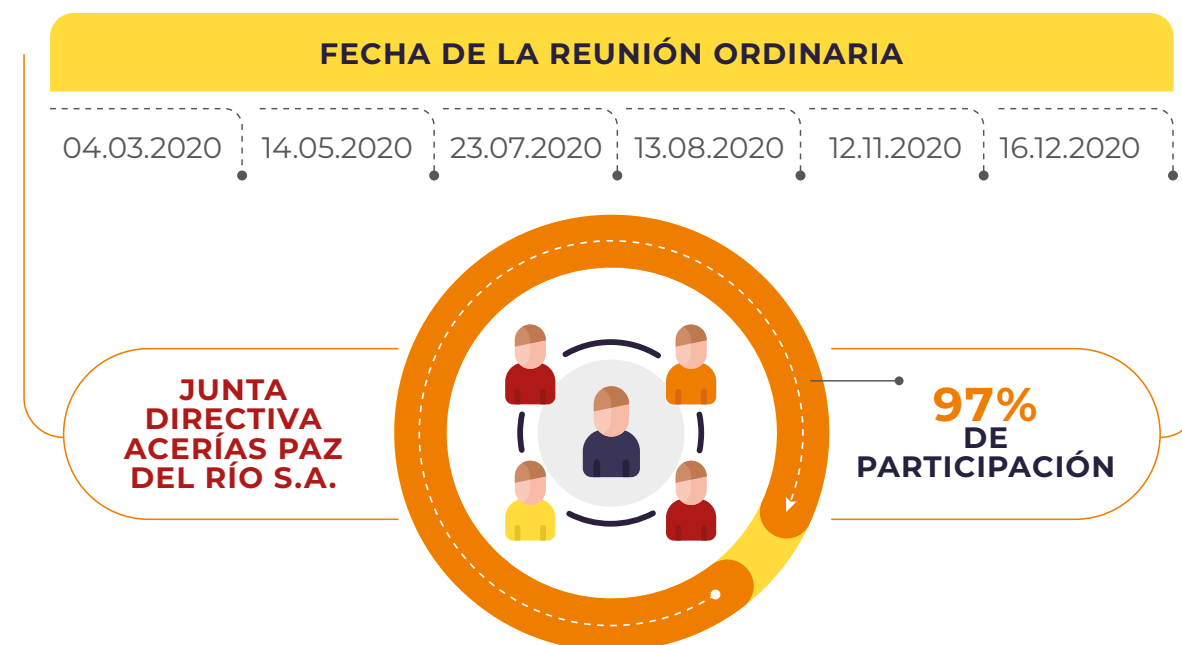 FECHA DE LA REUNIÓN ORDINARIA
04.03.2020 14.05.2020 23.07.2020 13.08.2020 12.11.2020 16.12.2020
JUNTA
DIRECTIVA
ACERÍAS PAZ
DEL RÍO S.A.
97%
DE
PARTICIPACIÓN